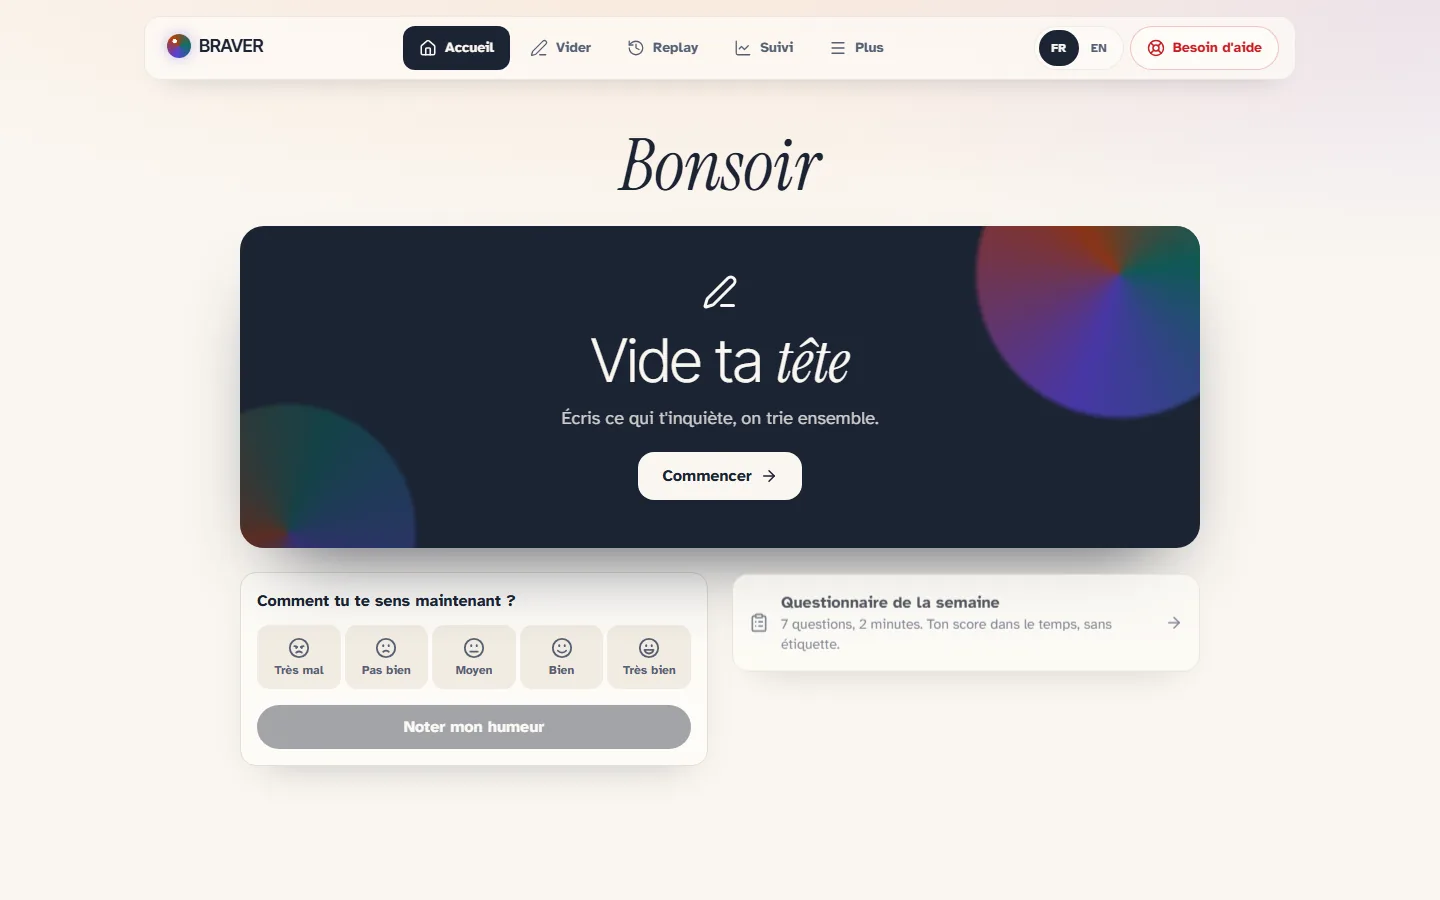 BRAVER
Accueil
Vider
Replay
Suivi
Plus
FR
EN
Besoin d'aide
Bonsoir
Vide ta tête
Écris ce qui t'inquiète, on trie ensemble.
Commencer
Comment tu te sens maintenant ?
Très mal
Pas bien
Moyen
Bien
Très bien
Noter mon humeur
Questionnaire de la semaine
7 questions, 2 minutes. Ton score dans le temps, sans
étiquette.